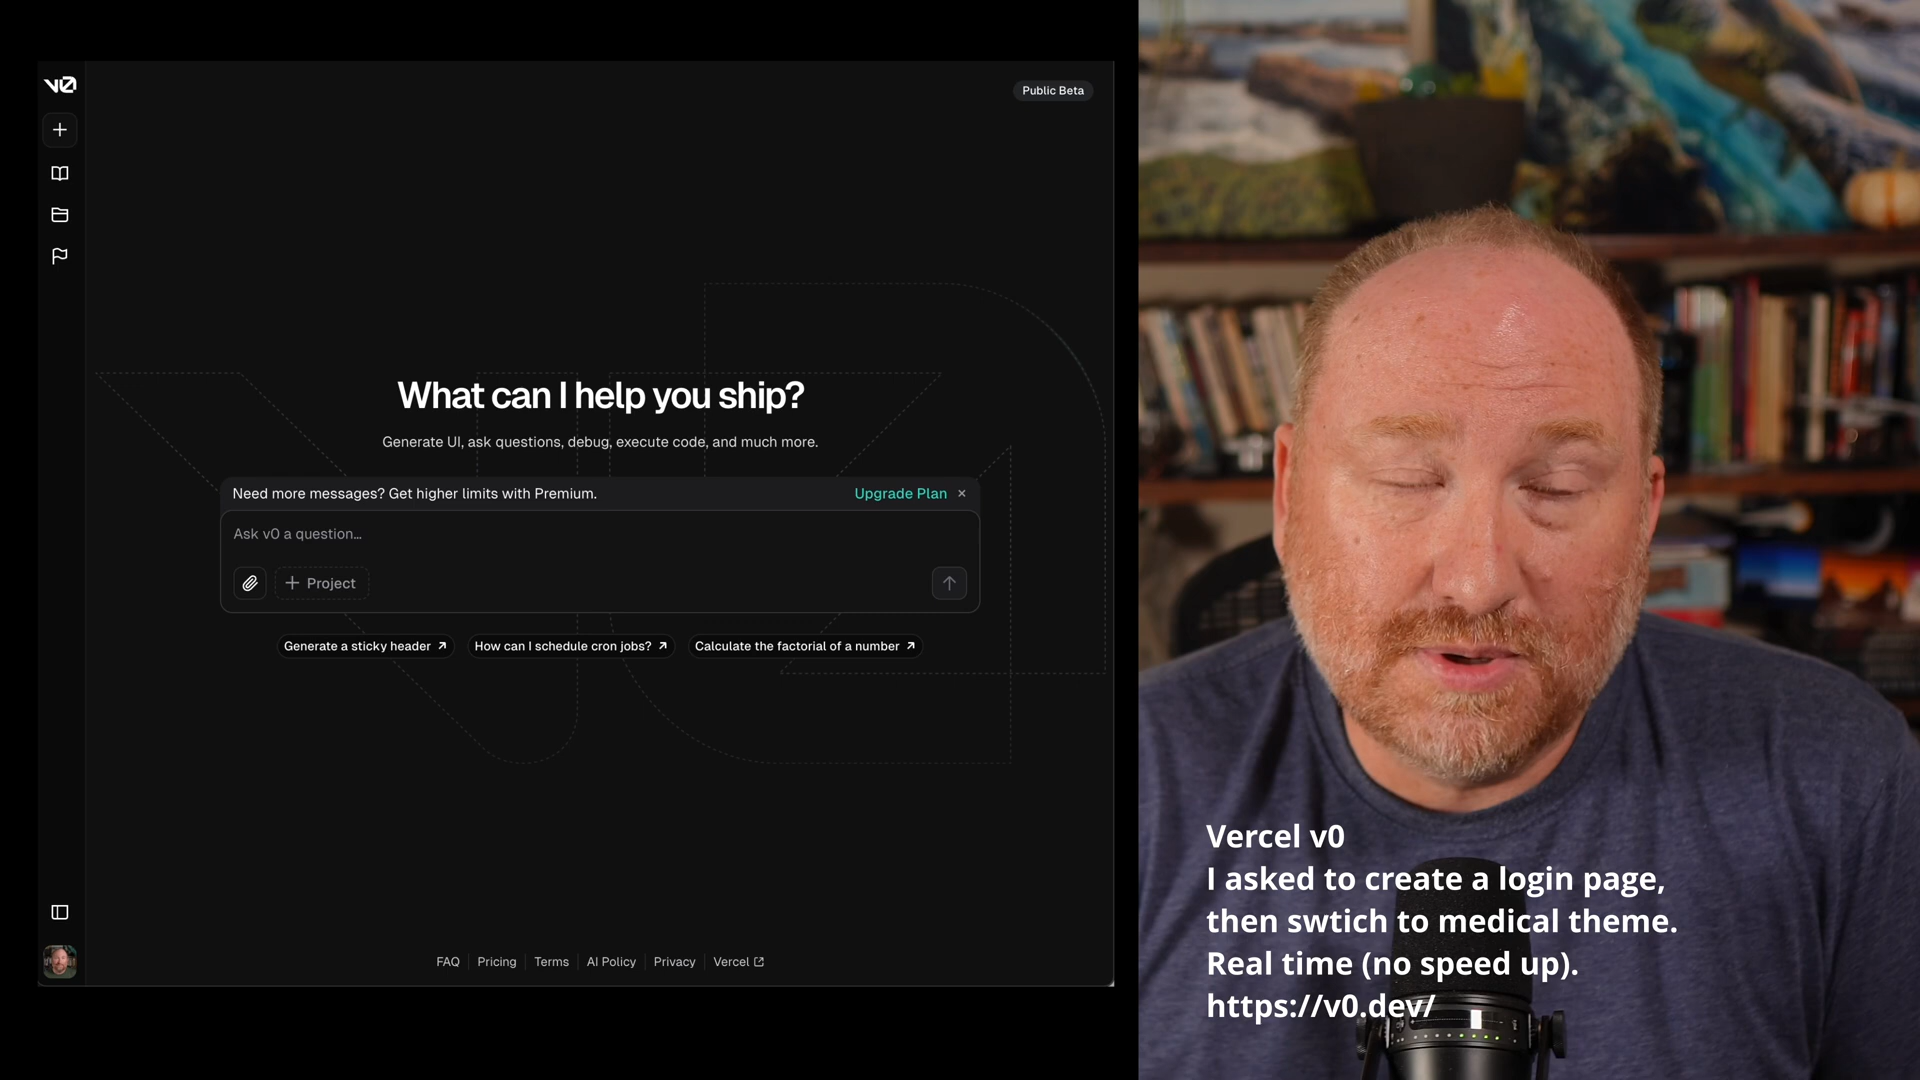 v0
Public Beta
What can I help you ship?
Generate UI, ask questions, debug, execute code, and much more.
Need more messages? Get higher limits with Premium.
Upgrade Plan
Ask v0 a question...
Project
Generate a sticky header
How can I schedule cron jobs?
Calculate the factorial of a number
FAQ
Pricing
Terms
AI Policy
Privacy
Vercel
Vercel v0
I asked to create a login page,
then swtich to medical theme.
Real time (no speed up).
https://v0.dev/